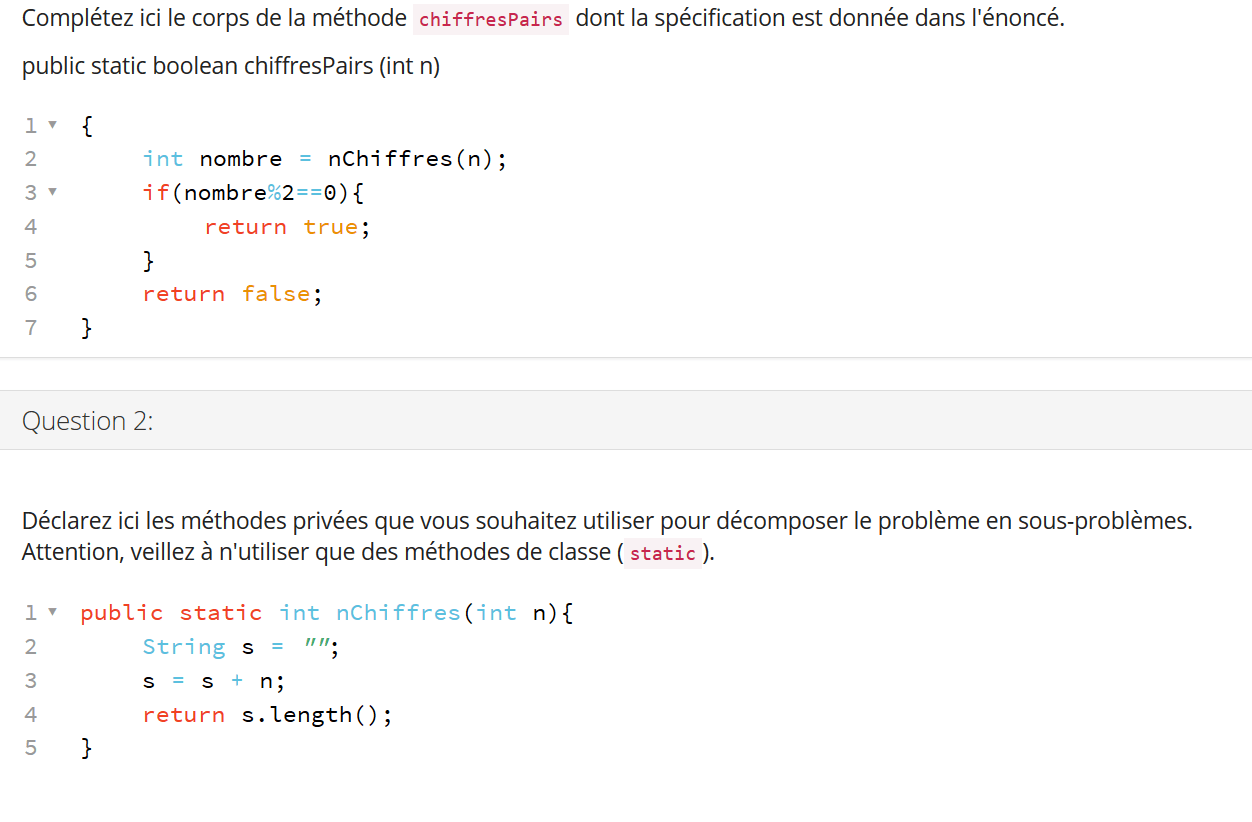 Complétez ici le corps de la méthode chiffresPairs dont la spécification est donnée dans l'énoncé.
public static boolean chiffresPairs (int n)
1 ▾ {
2 int nombre = nChiffres(n);
3 ▾ if(nombre%2==0){
4 return true;
5 }
6 return false;
7 }
Question 2:
Déclarez ici les méthodes privées que vous souhaitez utiliser pour décomposer le problème en sous-problèmes.
Attention, veillez à n'utiliser que des méthodes de classe ( static ).
1 ▾ public static int nChiffres(int n){
2 String s = "";
3 s = s + n;
4 return s.length();
5 }